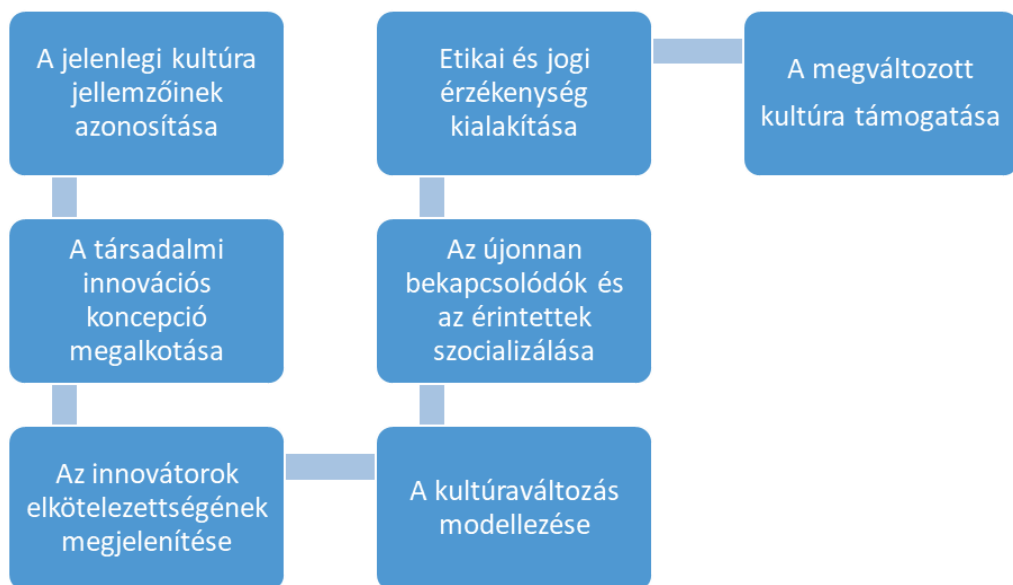 A jelenlegi kultúra
jellemzőinek
azonosítása
A társadalmi
innovációs
koncepció
megalkotása
Az innovátorok
elkötelezettségének
megjelenítése
A kultúraváltozás
modellezése
Az újonnan
bekapcsolódók és
az érintettek
szocializálása
Etikai és jogi
érzékenység
kialakítása
A megváltozott
kultúra támogatása